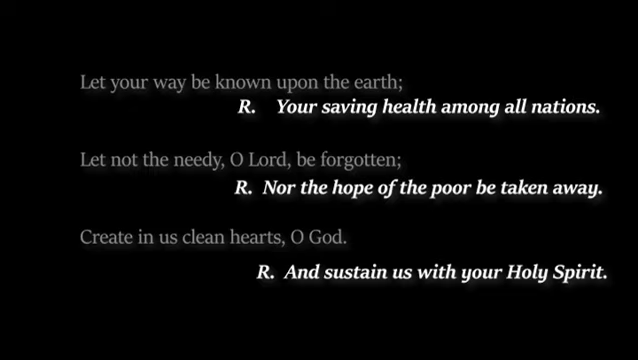 Let your way be known upon the earth;
R. Your saving health among all nations.
Let not the needy, O Lord, be forgotten;
R. Nor the hope of the poor be taken away.
Create in us clean hearts, O God.
R. And sustain us with your Holy Spirit.